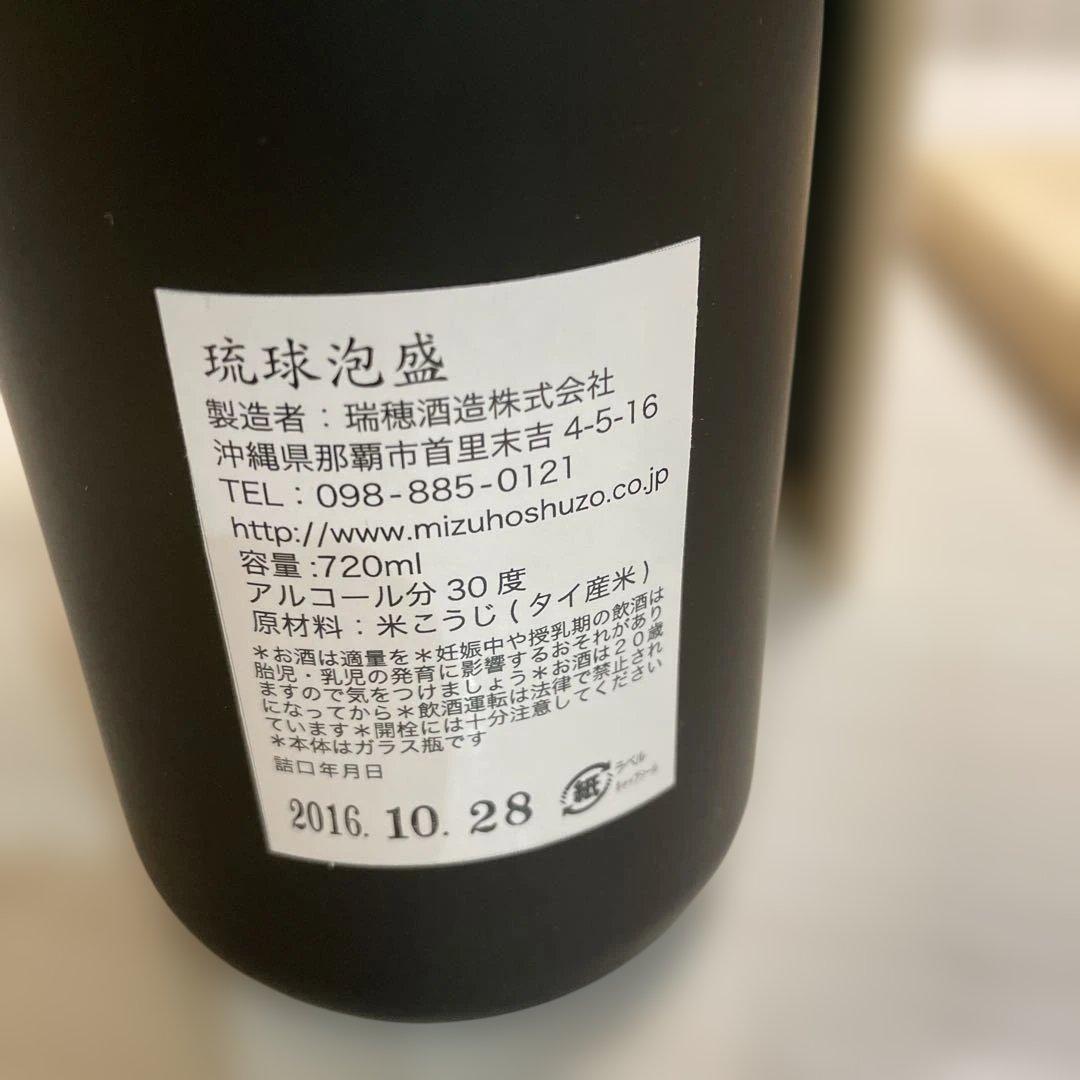 琉球泡盛
製造者：瑞穂酒造株式会社
沖縄県那覇市首里末吉 4-5-16
TEL：098-885-0121
http://www.mizuhoshuzo.co.jp
容量:720ml
アルコール分 30 度
原材料：米こうじ(タイ産米)
＊お酒は適量を＊妊娠中や授乳期の飲酒は
胎児・乳児の発育に影響するおそれがあり
ますので気をつけましょう＊お酒は２０歳
になってから＊飲酒運転は法律で禁止され
ています＊開栓には十分注意してください
＊本体はガラス瓶です
詰口年月日
2016. 10. 28
紙
ラベル
キャップシール